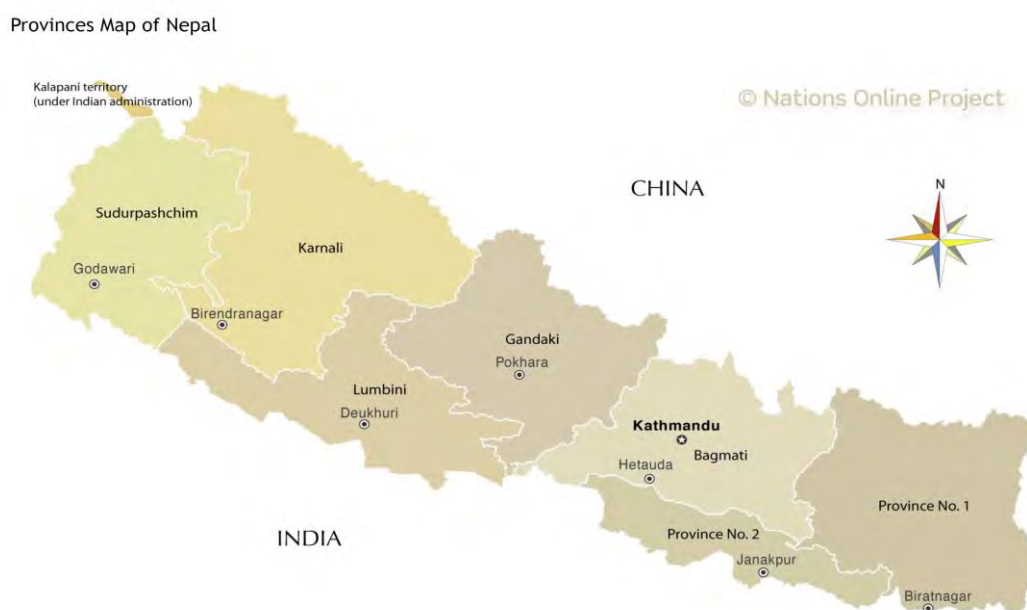 Provinces Map of Nepal
Kalapani territory
(under Indian administration)
© Nations Online Project
CHINA
N
Sudurpashchim
Karnali
Godawari
Birendranagar
Gandaki
Pokhara
Lumbini
Deukhuri
Kathmandu
Bagmati
Hetauda
Province No. 1
INDIA
Province No. 2
Janakpur
Biratnagar